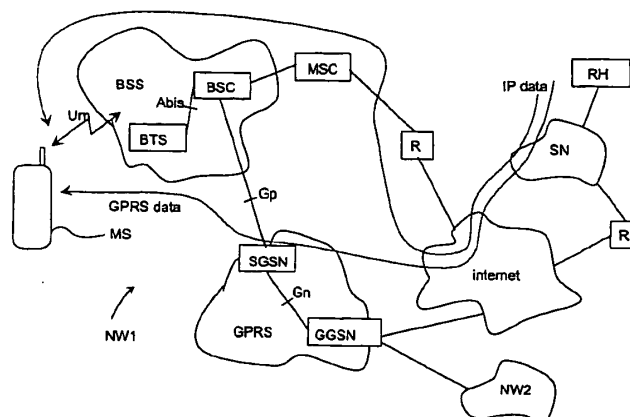 BSS
BSC
MSC
Abis
Um
BTS
IP data
RH
SN
R
GPRS data
Gp
MS
SGSN
internet
R
Gn
NW1
GPRS
GGSN
NW2